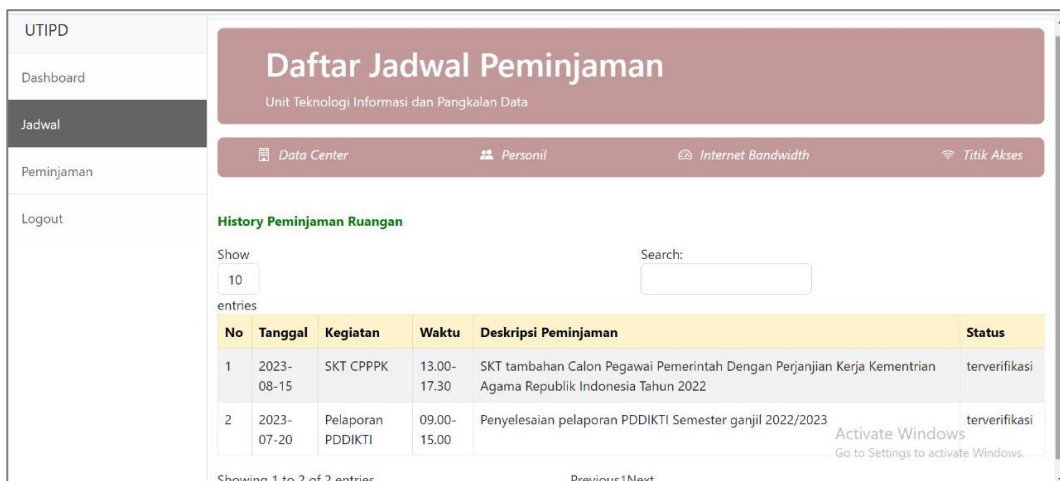 UTIPD
Dashboard
Jadwal
Peminjaman
Logout
Daftar Jadwal Peminjaman
Unit Teknologi Informasi dan Pangkalan Data
Data Center Personil Internet Bandwidth Titik Akses
History Peminjaman Ruangan
Show
10
entries
Search:
No Tanggal Kegiatan Waktu Deskripsi Peminjaman Status
1 2023-08-15 SKT CPPPK 13.00-17.30 SKT tambahan Calon Pegawai Pemerintah Dengan Perjanjian Kerja Kementrian Agama Republik Indonesia Tahun 2022 terverifikasi
2 2023-07-20 Pelaporan PDDIKTI 09.00-15.00 Penyelesaian pelaporan PDDIKTI Semester ganjil 2022/2023 terverifikasi
Activate Windows
Go to Settings to activate Windows.
Showing 1 to 2 of 2 entries Previous1Next